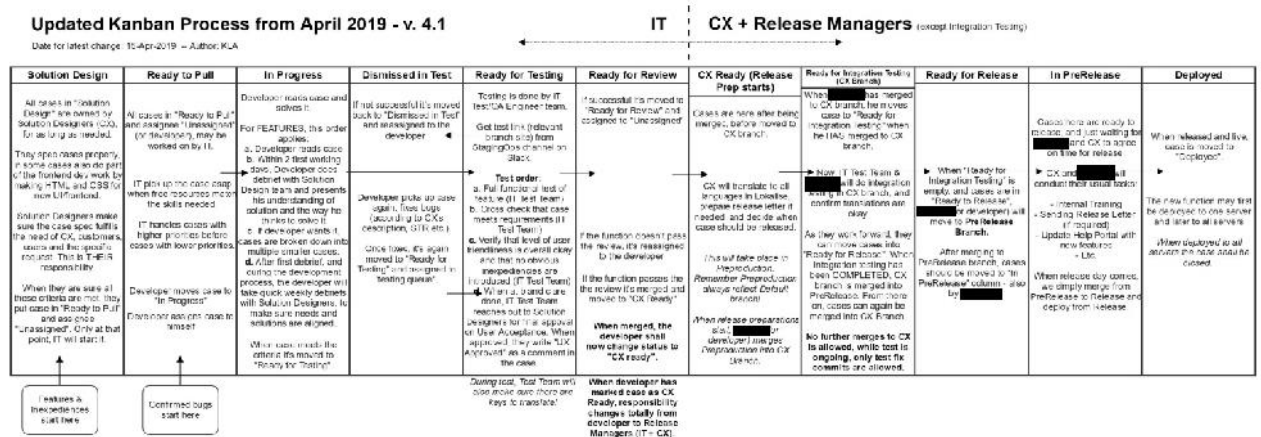 Updated Kanban Process from April 2019 - v. 4.1
IT
CX + Release Managers (except Integration Testing)
Date for latest change: 15-Apr-2019 -- Author: KLA
Solution Design
All cases in "Solution
Design" are owned by
Solution Designers (CX),
for as long as needed.
They spec cases properly,
in some cases also do part
of the frontend dev work by
making HTML and CSS for
new UI/frontend.
Solution Designers make
sure the case spec fulfils
the need of CX, customers,
users and the specific
request. This is THEIR
responsibility
When they are sure all
these criteria are met, they
put case in "Ready to Pull"
and assignee
"Unassigned". Only at that
point, IT will start it.
Features &
Inexpediences
start here
Ready to Pull
All cases in "Ready to Pull"
and assignee "Unassigned"
(or developer), may be
worked on by IT.
IT pick up the case asap
when free resources match
the skills needed
IT handles cases with
higher priorities before
cases with lower priorities.
Developer moves case to
"In Progress"
Developer assigns case to
himself
Confirmed bugs
start here
In Progress
Developer reads case and
solves it
For FEATURES, this order
applies:
a. Developer reads case
b. Within 2 first working
days, Developer does
debrief with Solution
Design team and presents
his understanding of
solution and the way he
thinks to solve it
c. If developer wants it,
cases are broken down into
multiple smaller cases.
d. After first debrief, and
during the development
process, the developer will
take quick weekly debriefs
with Solution Designers, to
make sure needs and
solutions are aligned.
When case meets the
criteria it's moved to
"Ready for Testing"
Dismissed in Test
If not successful it's moved
back to "Dismissed in Test"
and reassigned to the
developer
Developer picks up case
again, fixes bugs
(according to CX's
description, STR etc.)
Once fixed, it's again
moved to "Ready for
Testing" and assigned to
"testing queue".
Ready for Testing
Testing is done by IT
Test/QA Engineer team.
Get test link (relevant
branch site) from
StagingOps channel on
Slack.
Test order:
a. Full functional test of
feature (IT Test Team)
b. Cross check that case
meets requirements (IT
Test Team)
c. Verify that level of user
friendliness is overall okay
and that no obvious
inexpediencies are
introduced (IT Test Team)
d. When a, b and c are
done, IT Test Team
reaches out to Solution
Designers for final approval
on User Acceptance. When
approved, they write "UX
Approved" as a comment in
the case.
During test, Test Team will
also make sure there are
keys to translate!
Ready for Review
If successful it's moved to
"Ready for Review" and
assigned to "Unassigned"
If the function doesn't pass
the review, it's reassigned
to the developer
If the function passes the
the review it's merged and
moved to "CX Ready"
When merged, the
developer shall
now change status to
"CX ready".
When developer has
marked case as CX
Ready, responsibility
changes totally from
developer to Release
Managers (IT + CX).
CX Ready (Release
Prep starts)
Cases are here after being
merged, before moved to
CX branch.
CX will translate to all
languages in Lokalise,
prepare release letter if
needed, and decide when
case should be released.
This will take place in
Preproduction.
Remember Preproduction
always reflect Default
branch!
When release preparations
start, or
developer) merges
Preproduction into CX
Branch.
Ready for Integration Testing
(CX Branch)
When has merged
to CX branch, he moves
case to "Ready for
Integration Testing" when
he HAS merged to CX
branch.
Now IT Test Team &
will do integration
testing in CX branch, and
confirm translations are
okay
As they work forward, they
can move cases into
"Ready for Release". When
Integration testing has
been COMPLETED, CX
branch is merged into
PreRelease. From there
on, cases can again be
merged into CX Branch.
No further merges to CX
is allowed, while test is
ongoing, only test fix
commits are allowed.
Ready for Release
When "Ready for
Integration Testing" is
empty, and cases are in
"Ready to Release",
or developer) will
move to Pre Release
Branch.
After merging to
PreRelease branch, cases
should be moved to "In
PreRelease" column - also
by
In PreRelease
Cases here are ready to
release, and just waiting for
and CX to agree
on time for release
CX and will
conduct their usual tasks:
- Internal Training
- Sending Release Letter
(if required)
- Update Help Portal with
new features
- Etc.
When release day comes,
we simply merge from
PreRelease to Release and
deploy from Release
Deployed
When released and live,
case is moved to
"Deployed"
The new function may first
be deployed to one server
and later to all servers
When deployed to all
servers the case shall be
closed.